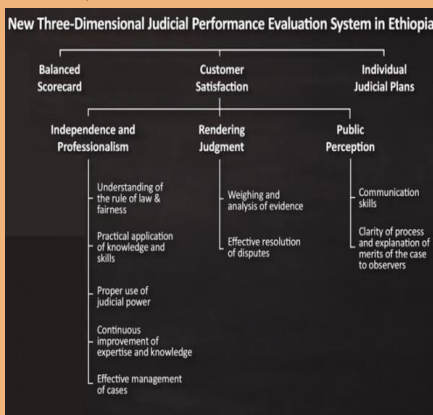 New Three-Dimensional Judicial Performance Evaluation System in Ethiopia
Balanced
Scorecard
Customer
Satisfaction
Individual
Judicial Plans
Independence and
Professionalism
Rendering
Judgment
Public
Perception
Understanding of
the rule of law &
fairness
Practical application
of knowledge and
skills
Proper use of
judicial power
Continuous
improvement of
expertise and knowledge
Effective management
of cases
Weighing and
analysis of evidence
Effective resolution
of disputes
Communication
skills
Clarity of process
and explanation of
merits of the case
to observers